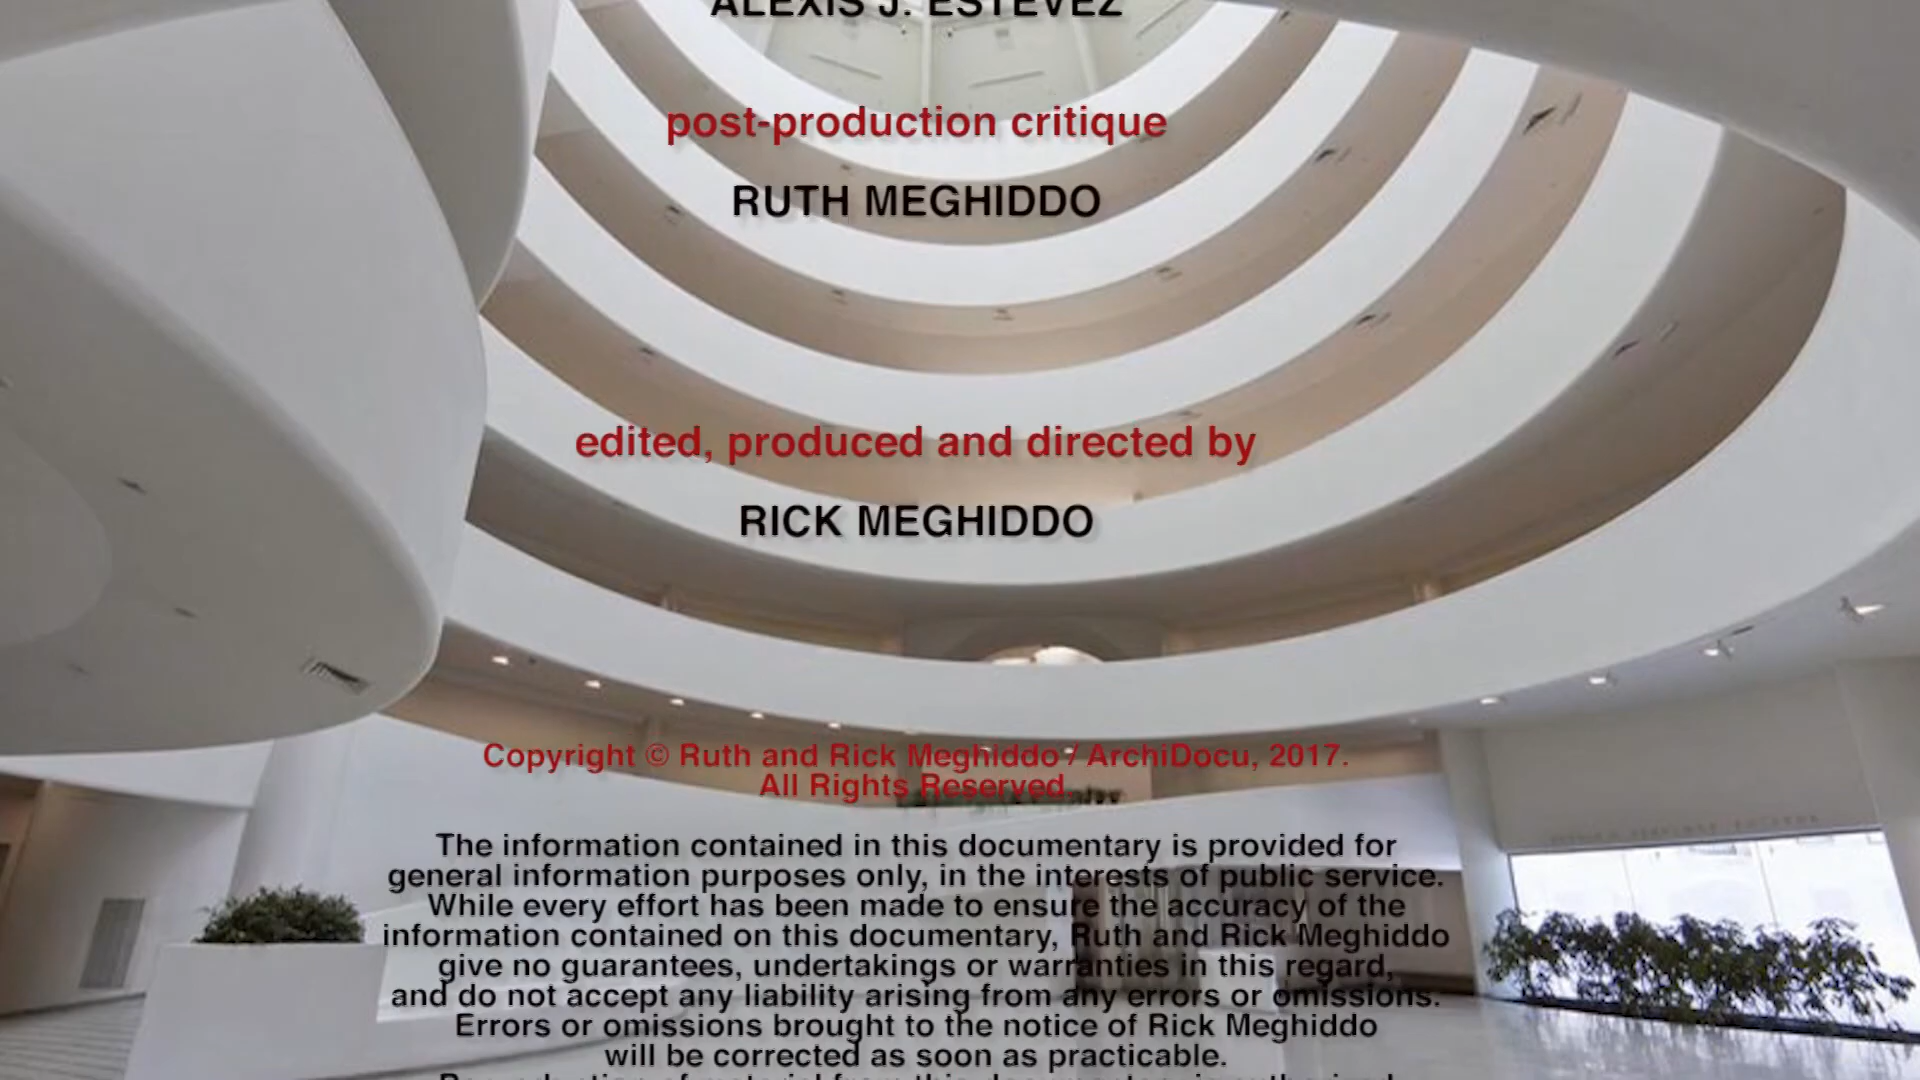 ALEXIS J. ESTEVEZ
post-production critique
RUTH MEGHIDDO
edited, produced and directed by
RICK MEGHIDDO
Copyright © Ruth and Rick Meghiddo / ArchiDocu, 2017.
All Rights Reserved.
The information contained in this documentary is provided for
general information purposes only, in the interests of public service.
While every effort has been made to ensure the accuracy of the
information contained on this documentary, Ruth and Rick Meghiddo
give no guarantees, undertakings or warranties in this regard,
and do not accept any liability arising from any errors or omissions.
Errors or omissions brought to the notice of Rick Meghiddo
will be corrected as soon as practicable.